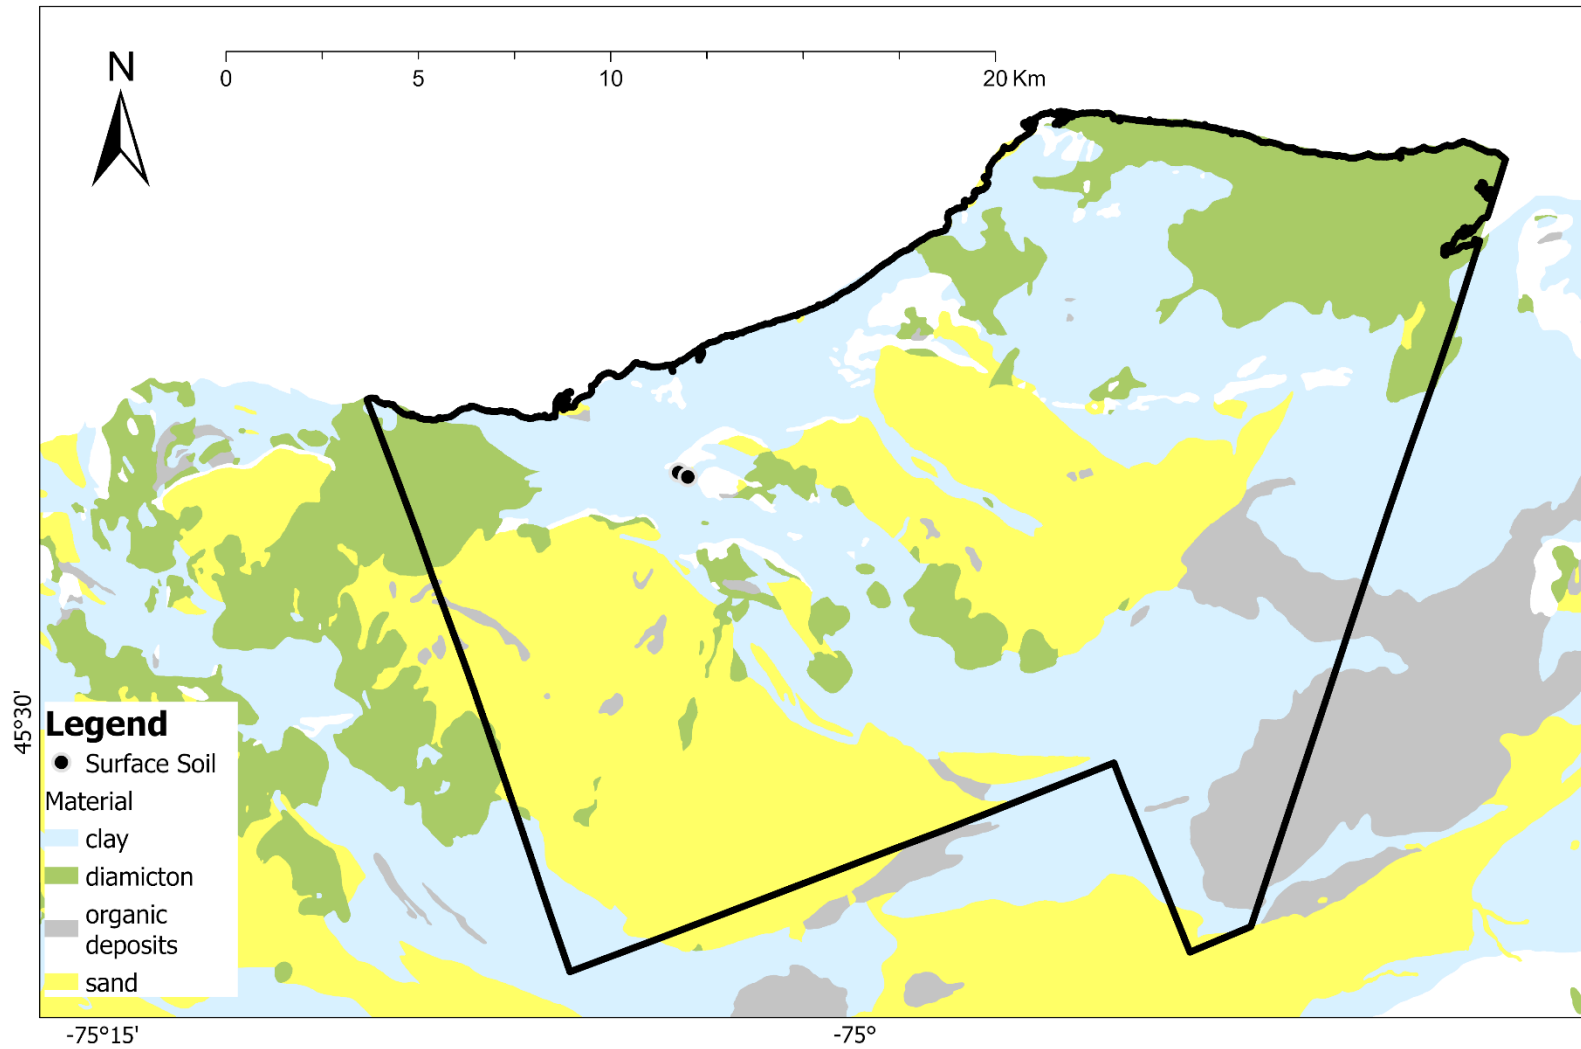 N
0 5 10 20 Km
45°30'
Legend
Surface Soil
Material
clay
diamicton
organic
deposits
sand
-75°15' -75°